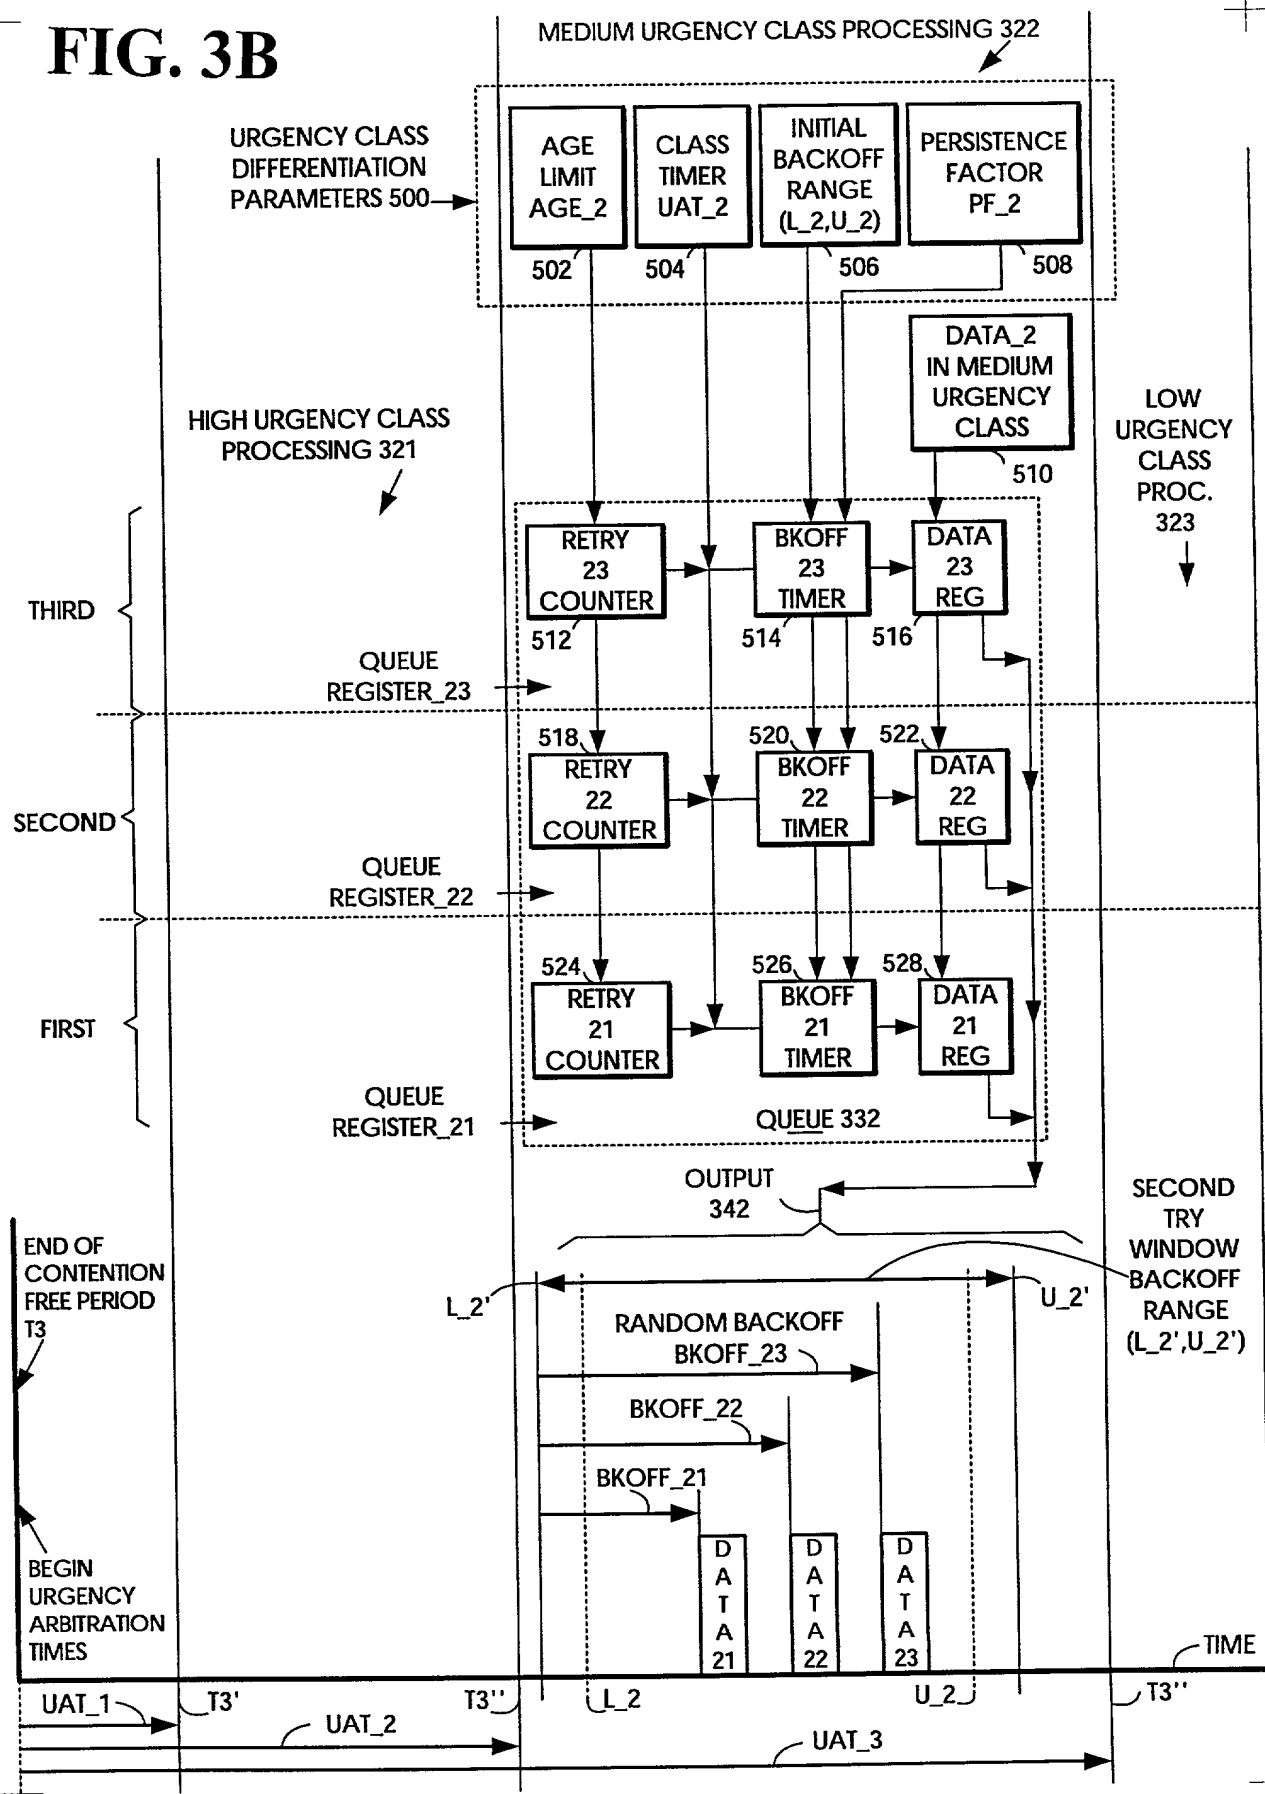 FIG. 3B
MEDIUM URGENCY CLASS PROCESSING 322
URGENCY CLASS
DIFFERENTIATION
PARAMETERS 500
AGE
LIMIT
AGE_2
502
CLASS
TIMER
UAT_2
504
INITIAL
BACKOFF
RANGE
(L_2,U_2)
506
PERSISTENCE
FACTOR
PF_2
508
DATA_2
IN MEDIUM
URGENCY
CLASS
510
HIGH URGENCY CLASS
PROCESSING 321
LOW
URGENCY
CLASS
PROC.
323
THIRD
RETRY
23
COUNTER
512
BKOFF
23
TIMER
514
DATA
23
REG
516
QUEUE
REGISTER_23
SECOND
518
RETRY
22
COUNTER
520
BKOFF
22
TIMER
522
DATA
22
REG
QUEUE
REGISTER_22
FIRST
524
RETRY
21
COUNTER
526
BKOFF
21
TIMER
528
DATA
21
REG
QUEUE
REGISTER_21
QUEUE 332
OUTPUT
342
SECOND
TRY
WINDOW
BACKOFF
RANGE
(L_2',U_2')
END OF
CONTENTION
FREE PERIOD
T3
L_2'
U_2'
RANDOM BACKOFF
BKOFF_23
BKOFF_22
BKOFF_21
BEGIN
URGENCY
ARBITRATION
TIMES
DATA
21
DATA
22
DATA
23
TIME
UAT_1
T3'
T3''
L_2
U_2
T3''
UAT_2
UAT_3